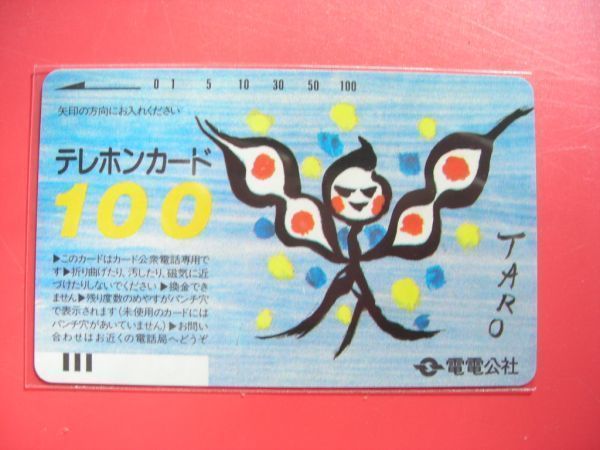 0 1 5 10 30 50 100
矢印の方向にお入れください
テレホンカード
100
▶このカードはカード公衆電話専用で
す▶折り曲げたり、汚したり、磁気に近
づけたりしないでください ▶換金でき
ません▶残り度数のめやすがパンチ穴
で表示されます(未使用のカードには
パンチ穴があいていません)▶お問い
合わせはお近くの電話局へどうぞ
TARO
電電公社